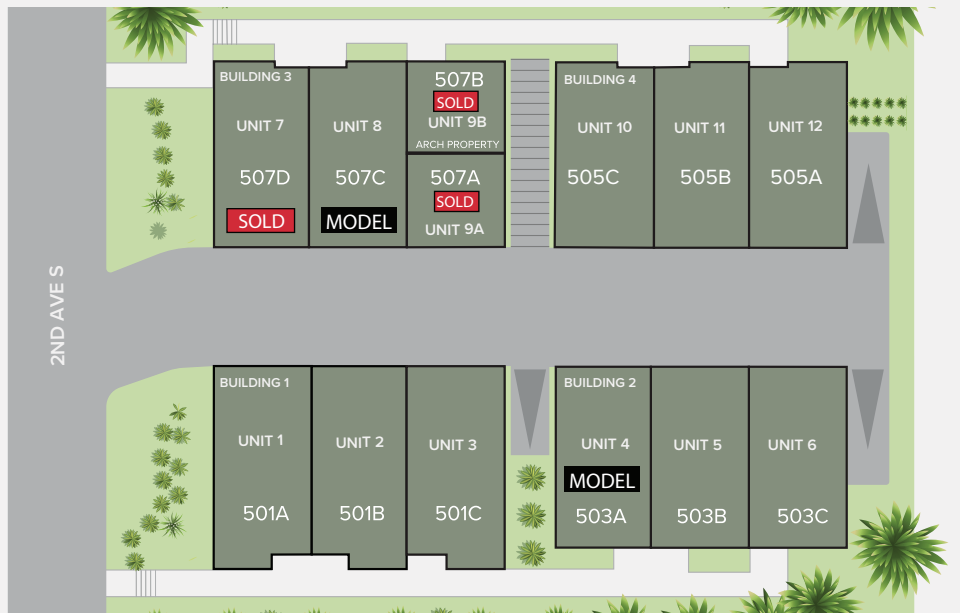 2ND AVE S
BUILDING 3
UNIT 7
507D
SOLD
UNIT 8
507C
MODEL
507B
SOLD
UNIT 9B
ARCH PROPERTY
507A
SOLD
UNIT 9A
BUILDING 4
UNIT 10
505C
UNIT 11
505B
UNIT 12
505A
BUILDING 1
UNIT 1
501A
UNIT 2
501B
UNIT 3
501C
BUILDING 2
UNIT 4
MODEL
503A
UNIT 5
503B
UNIT 6
503C